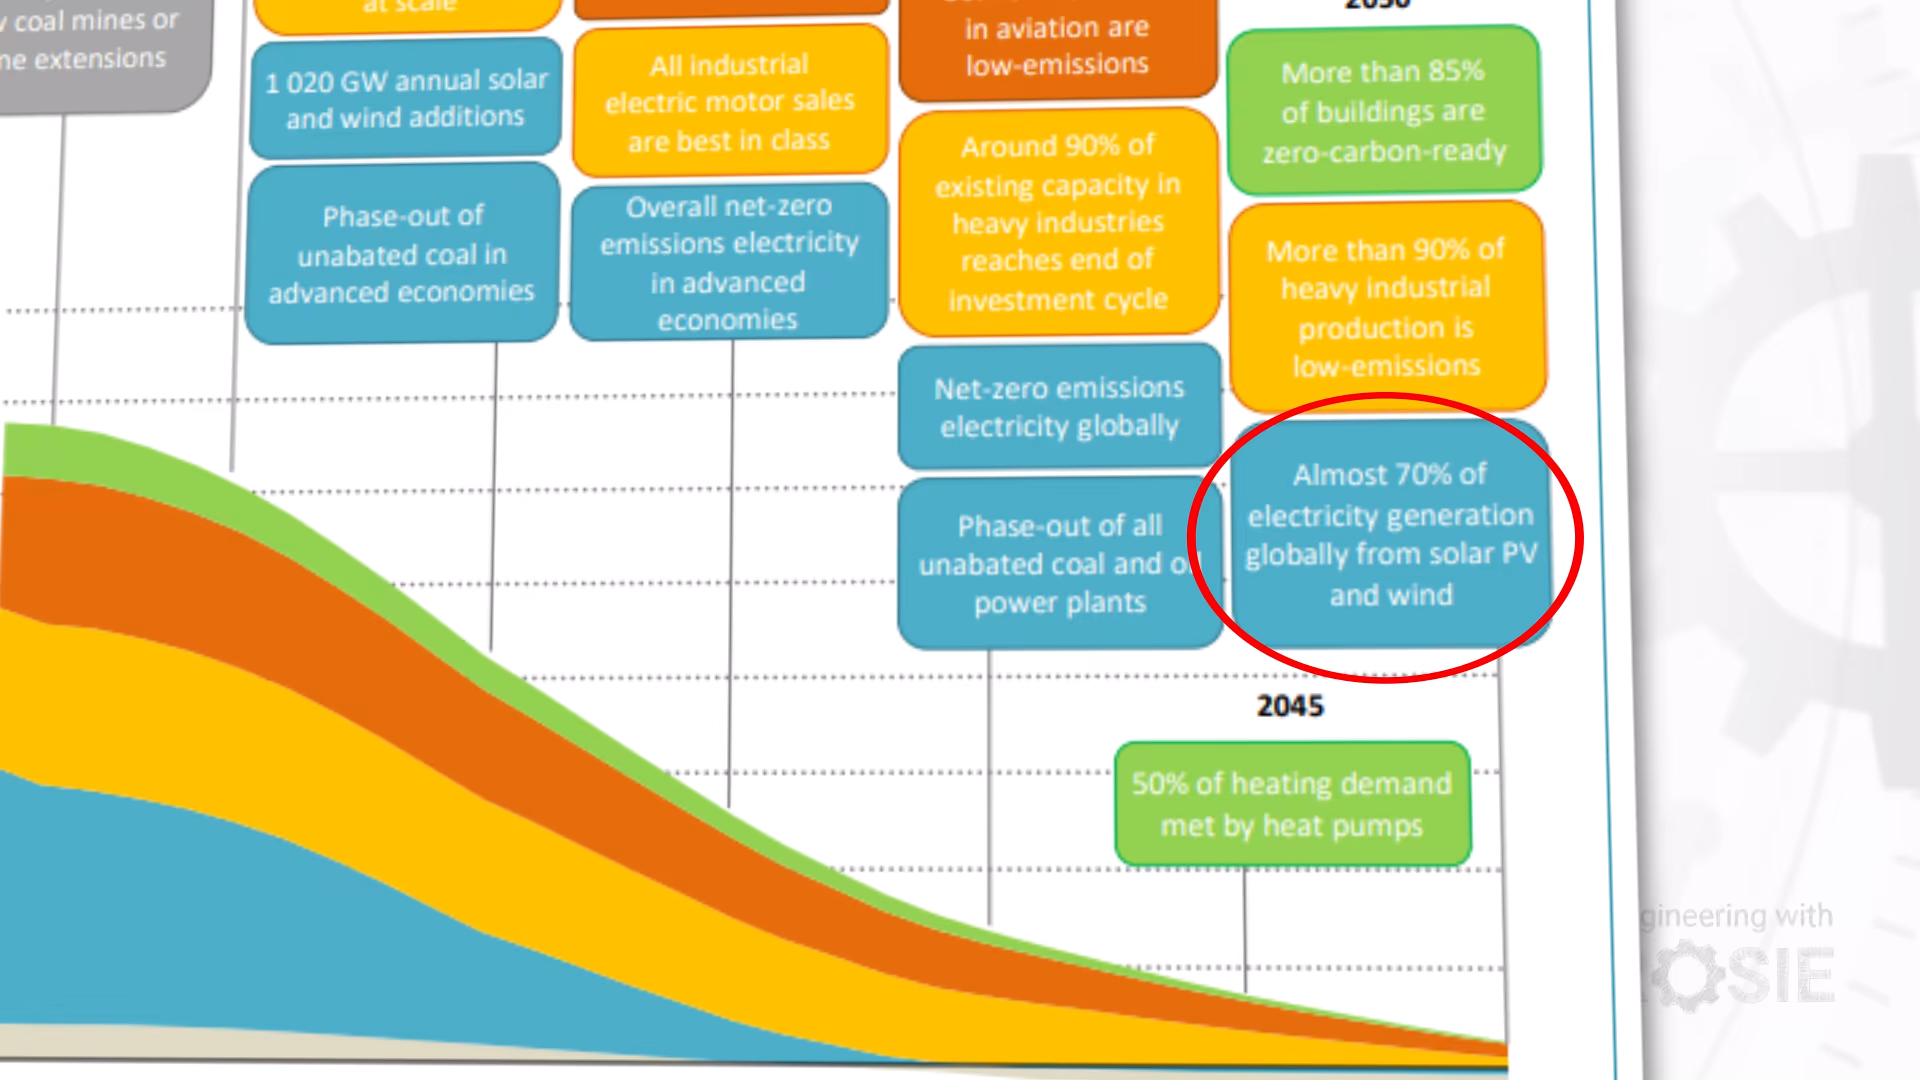 coal mines or
extensions
at scale
1 020 GW annual solar
and wind additions
Phase-out of
unabated coal in
advanced economies
All industrial
electric motor sales
are best in class
Overall net-zero
emissions electricity
in advanced
economies
in aviation are
low-emissions
Around 90% of
existing capacity in
heavy industries
reaches end of
investment cycle
Net-zero emissions
electricity globally
Phase-out of all
unabated coal and
power plants
2050
More than 85%
of buildings are
zero-carbon-ready
More than 90% of
heavy industrial
production is
low-emissions
Almost 70% of
electricity generation
globally from solar PV
and wind
2045
50% of heating demand
met by heat pumps
gineering with
OSIE